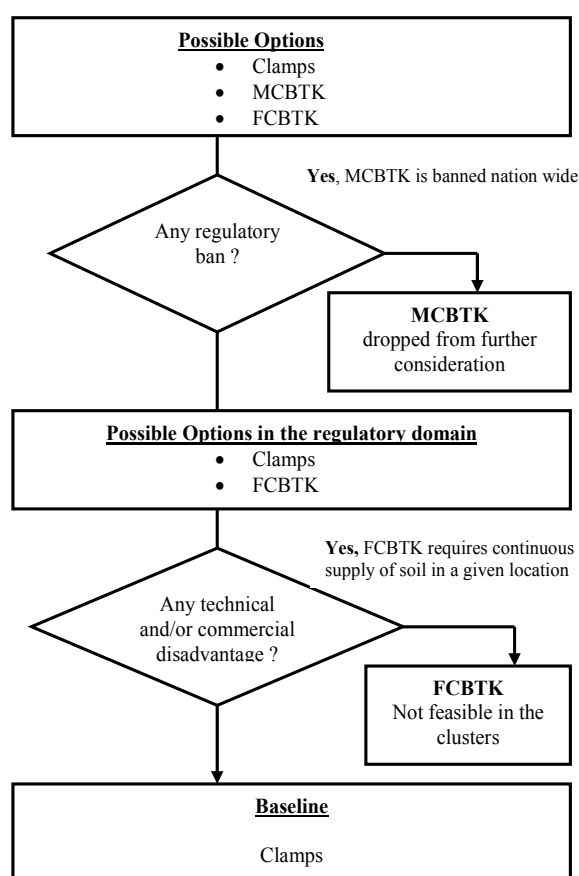 Possible Options
• Clamps
• MCBTK
• FCBTK
Yes, MCBTK is banned nation wide
Any regulatory
ban ?
MCBTK
dropped from further
consideration
Possible Options in the regulatory domain
• Clamps
• FCBTK
Yes, FCBTK requires continuous
supply of soil in a given location
Any technical
and/or commercial
disadvantage ?
FCBTK
Not feasible in the
clusters
Baseline
Clamps